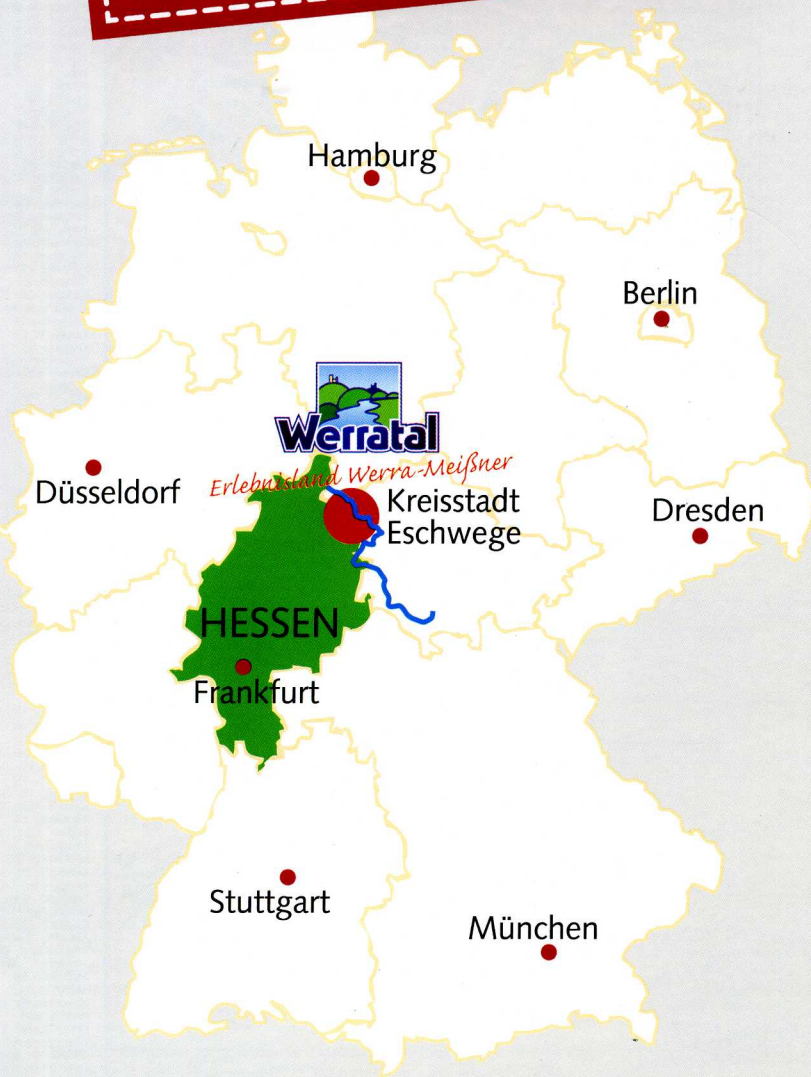 Hamburg
Berlin
Werratal
Erlebnisland Werra-Meißner
Düsseldorf
Kreisstadt
Eschwege
Dresden
HESSEN
Frankfurt
Stuttgart
München